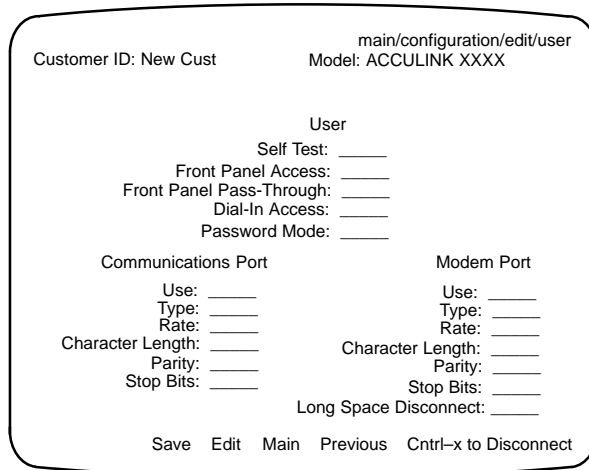 main/configuration/edit/user
Customer ID: New Cust Model: ACCULINK XXXX
User
Self Test: _____
Front Panel Access: _____
Front Panel Pass-Through: _____
Dial-In Access: _____
Password Mode: _____
Communications Port
Use: _____
Type: _____
Rate: _____
Character Length: _____
Parity: _____
Stop Bits: _____
Modem Port
Use: _____
Type: _____
Rate: _____
Character Length: _____
Parity: _____
Stop Bits: _____
Long Space Disconnect: _____
Save Edit Main Previous Cntrl–x to Disconnect